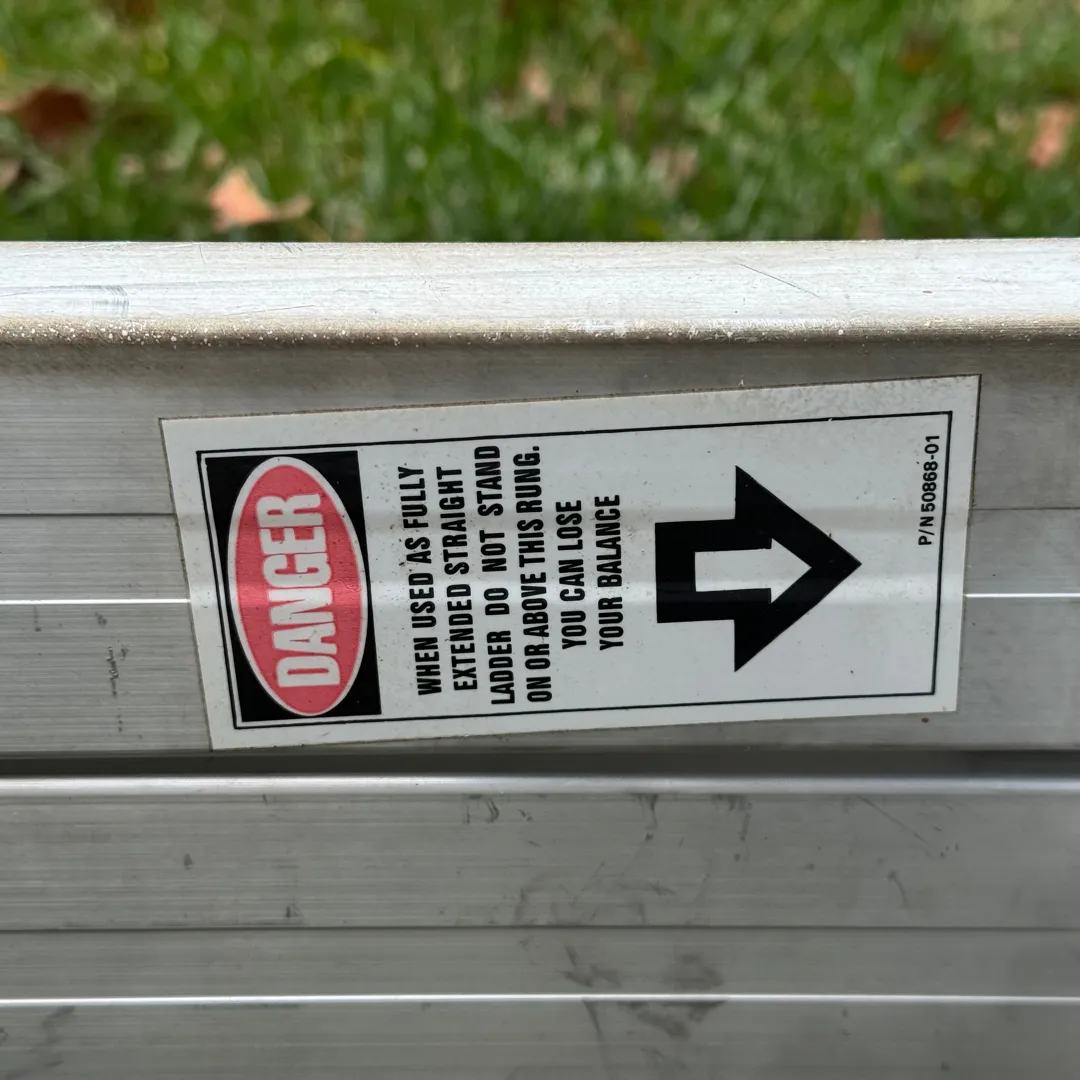 DANGER
WHEN USED AS FULLY
EXTENDED STRAIGHT
LADDER DO NOT STAND
ON OR ABOVE THIS RUNG.
YOU CAN LOSE
YOUR BALANCE
P/N 50868-01